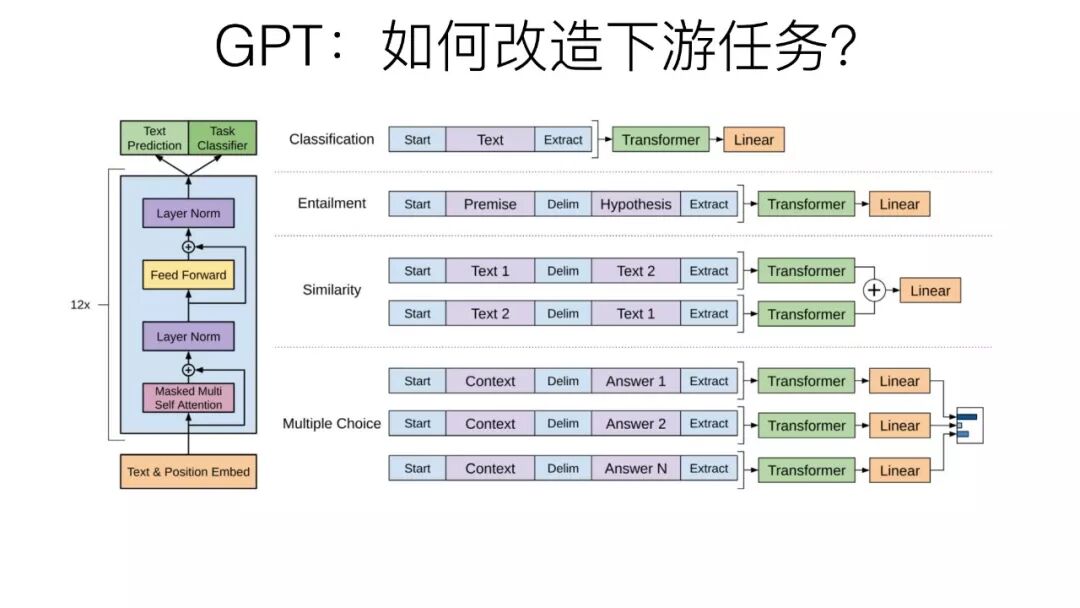 GPT：如何改造下游任务？
Text Prediction
Task Classifier
Layer Norm
Feed Forward
12x
Layer Norm
Masked Multi Self Attention
Text & Position Embed
Classification Start Text Extract Transformer Linear
Entailment Start Premise Delim Hypothesis Extract Transformer Linear
Start Text 1 Delim Text 2 Extract Transformer
Similarity + Linear
Start Text 2 Delim Text 1 Extract Transformer
Start Context Delim Answer 1 Extract Transformer Linear
Multiple Choice Start Context Delim Answer 2 Extract Transformer Linear
Start Context Delim Answer N Extract Transformer Linear